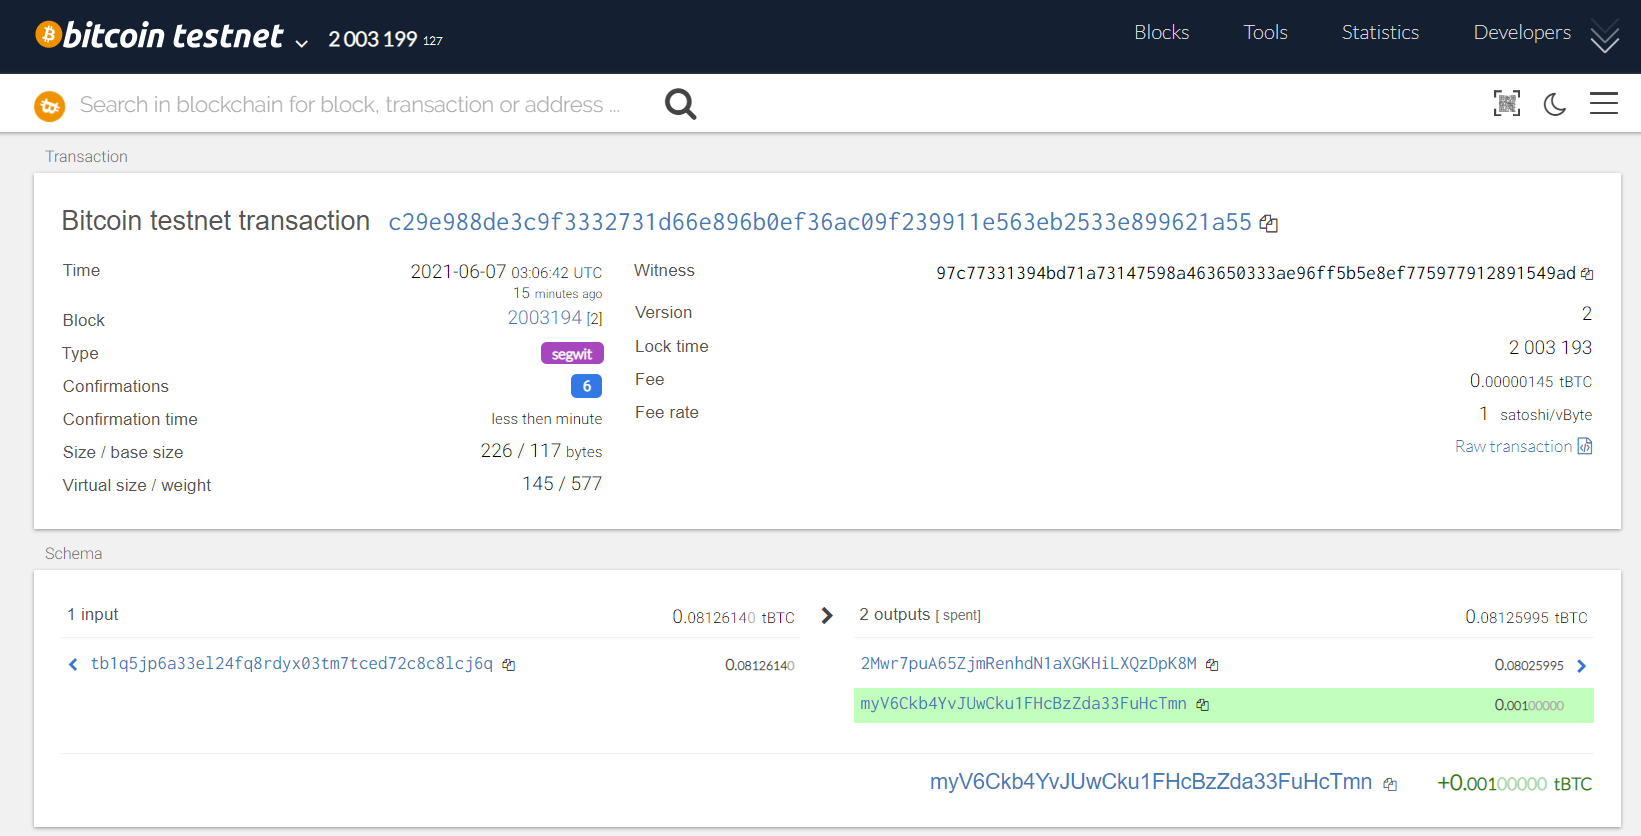 bitcoin testnet 2 003 199 127 Blocks Tools Statistics Developers
Search in blockchain for block, transaction or address ...
Transaction
Bitcoin testnet transaction c29e988de3c9f3332731d66e896b0ef36ac09f239911e563eb2533e899621a55
Time 2021-06-07 03:06:42 UTC
15 minutes ago
Block 2003194 [2]
Type segwit
Confirmations 6
Confirmation time less then minute
Size / base size 226 / 117 bytes
Virtual size / weight 145 / 577
Witness 97c77331394bd71a73147598a463650333ae96ff5b5e8ef775977912891549ad
Version 2
Lock time 2 003 193
Fee 0.00000145 tBTC
Fee rate 1 satoshi/vByte
Raw transaction
Schema
1 input 0.08126140 tBTC
2 outputs [ spent] 0.08125995 tBTC
tb1q5jp6a33el24fq8rdyx03tm7tced72c8c8lcj6q 0.08126140
2Mwr7puA65ZjmRenhdN1aXGKHiLXQzDpK8M 0.08025995
myV6Ckb4YvJUwCku1FHcBzZda33FuHcTmn 0.00100000
myV6Ckb4YvJUwCku1FHcBzZda33FuHcTmn +0.00100000 tBTC